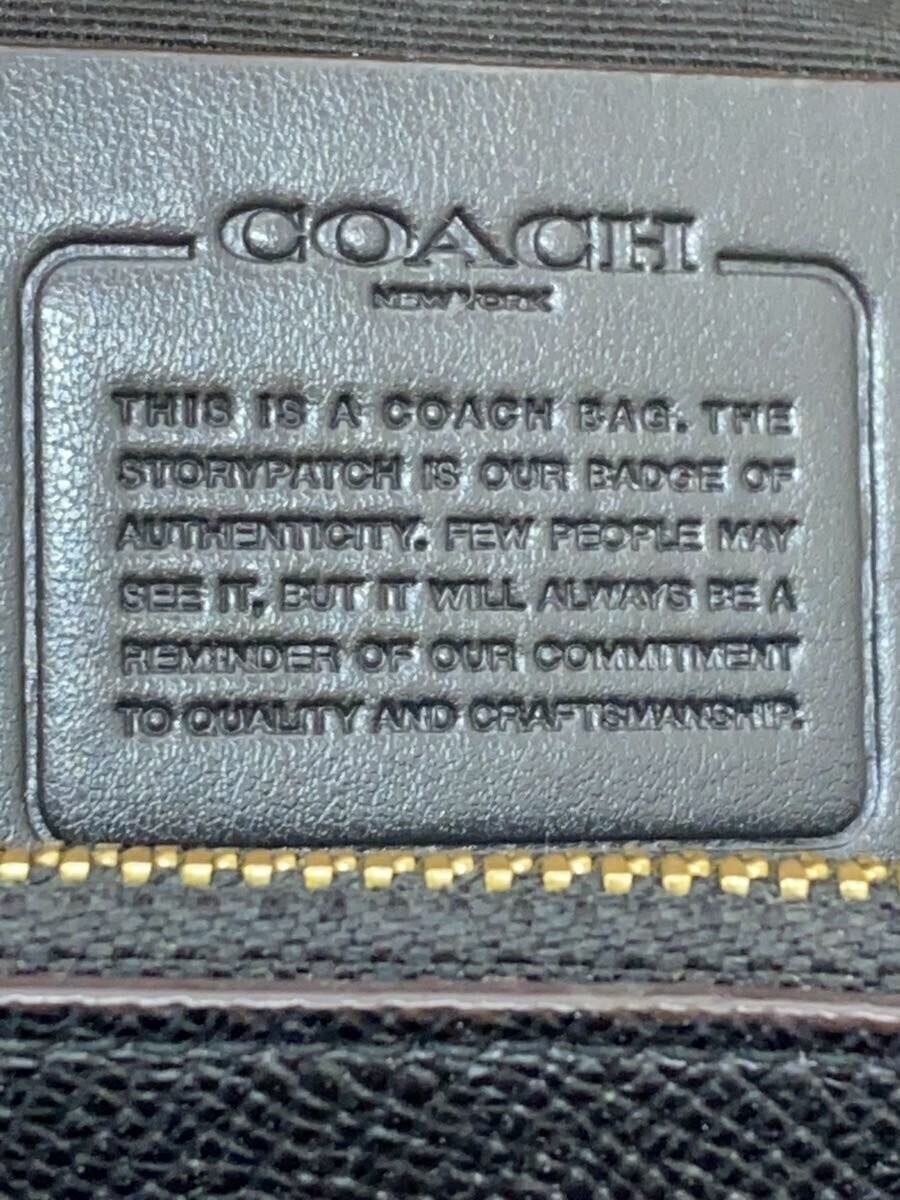 COACH
NEW YORK
THIS IS A COACH BAG. THE
STORYPATCH IS OUR BADGE OF
AUTHENTICITY. FEW PEOPLE MAY
SEE IT, BUT IT WILL ALWAYS BE A
REMINDER OF OUR COMMITMENT
TO QUALITY AND CRAFTSMANSHIP.